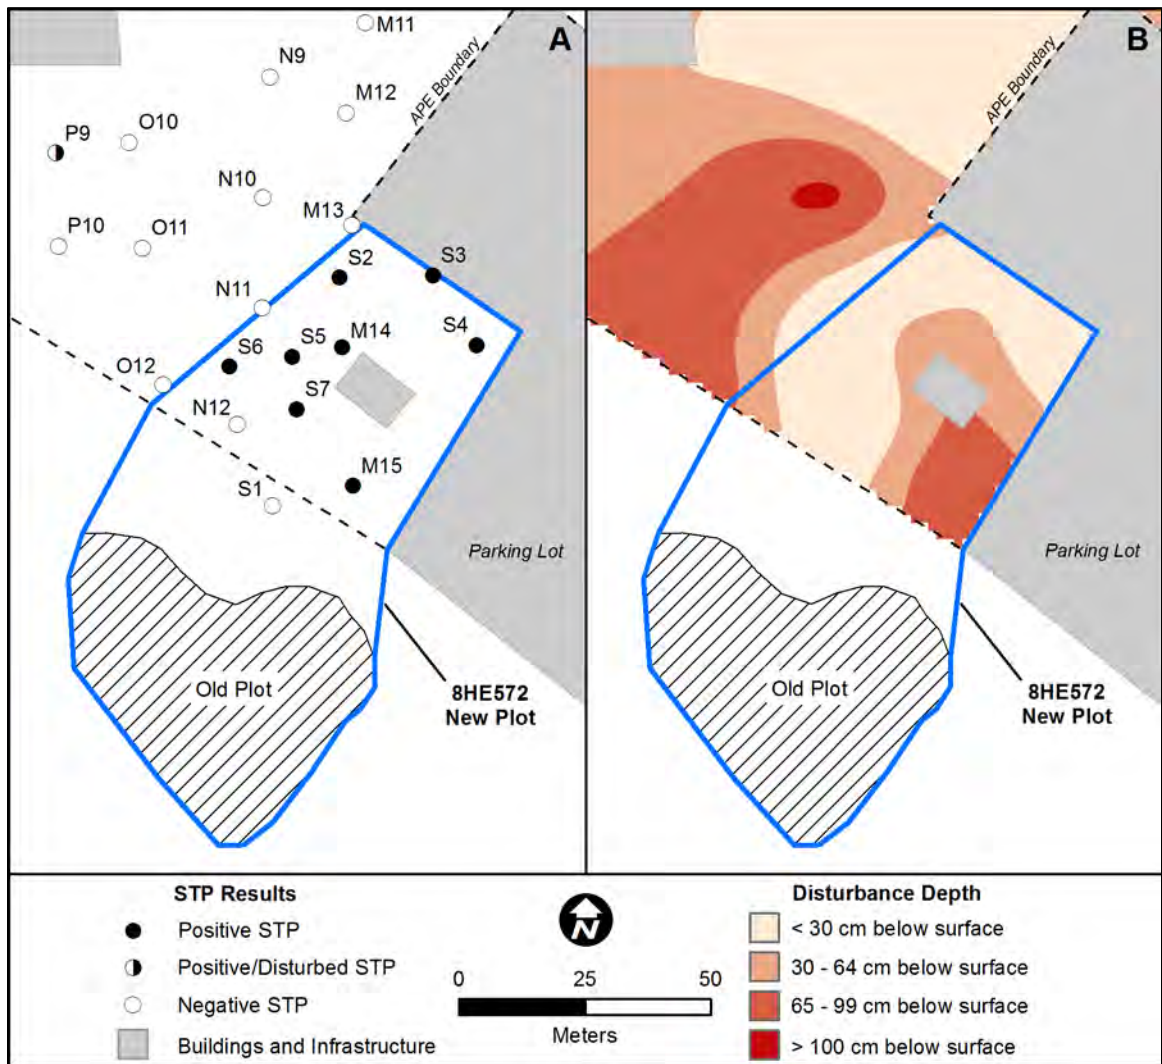 A
M11
N9
M12
APE Boundary
P9
O10
N10
M13
P10
O11
S2
S3
N11
S5
M14
S4
S6
O12
S7
N12
M15
S1
Parking Lot
Old Plot
8HE572
New Plot
B
APE Boundary
Parking Lot
Old Plot
8HE572
New Plot
STP Results
Positive STP
Positive/Disturbed STP
Negative STP
Buildings and Infrastructure
N
0 25 50
Meters
Disturbance Depth
< 30 cm below surface
30 - 64 cm below surface
65 - 99 cm below surface
> 100 cm below surface